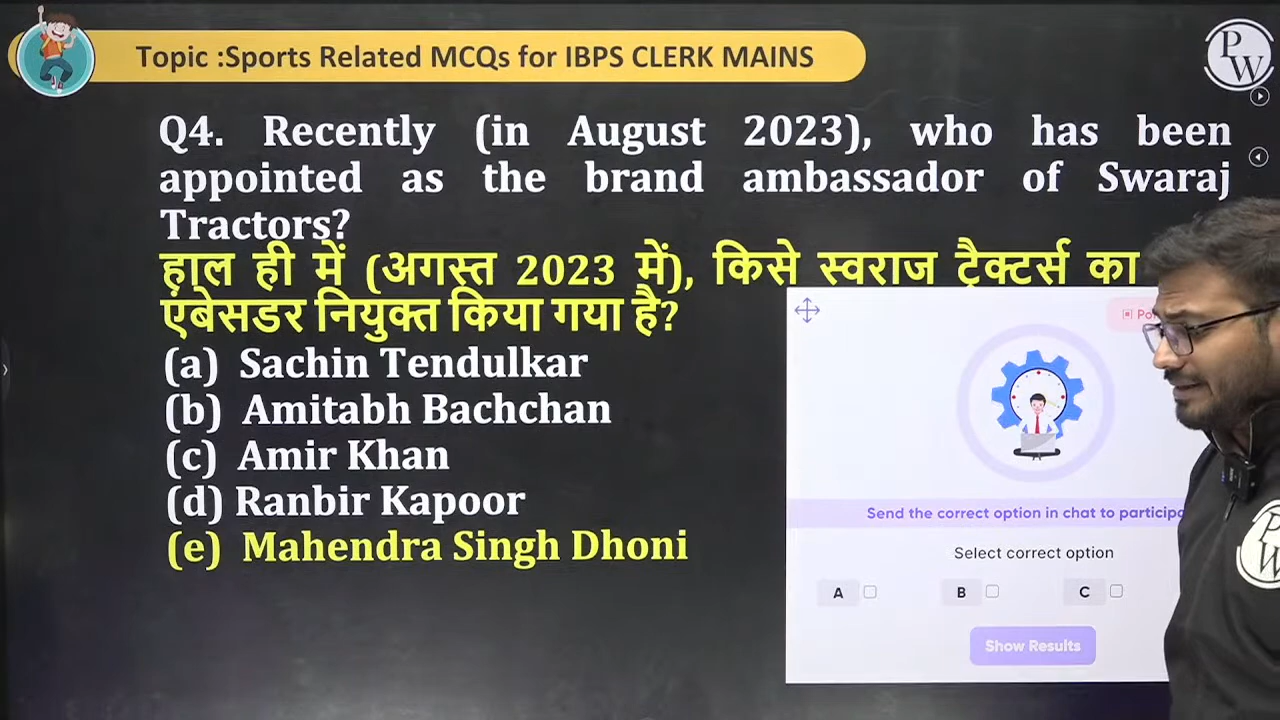 Topic :Sports Related MCQs for IBPS CLERK MAINS
PW
Q4. Recently (in August 2023), who has been
appointed as the brand ambassador of Swaraj
Tractors?
हाल ही में (अगस्त 2023 में), किसे स्वराज ट्रैक्टर्स का
एंबेसडर नियुक्त किया गया है?
(a) Sachin Tendulkar
(b) Amitabh Bachchan
(c) Amir Khan
(d) Ranbir Kapoor
(e) Mahendra Singh Dhoni
Send the correct option in chat to
Select correct option
A
B
C
Show Results